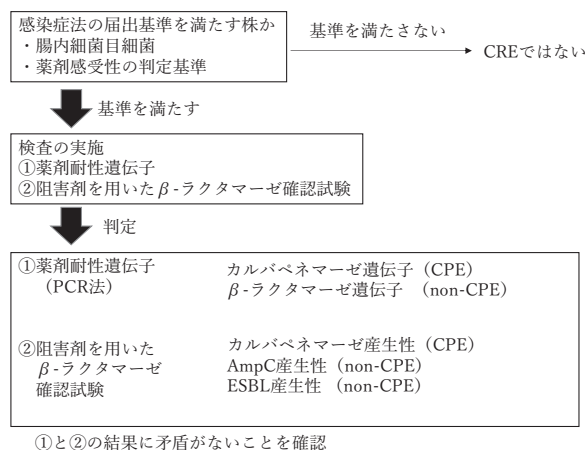 感染症法の届出基準を満たす株か
・腸内細菌目細菌
・薬剤感受性の判定基準
基準を満たさない
CREではない
基準を満たす
検査の実施
①薬剤耐性遺伝子
②阻害剤を用いたβ-ラクタマーゼ確認試験
判定
①薬剤耐性遺伝子
（PCR法）
カルバペネマーゼ遺伝子（CPE）
β-ラクタマーゼ遺伝子 （non-CPE）
②阻害剤を用いた
β-ラクタマーゼ
確認試験
カルバペネマーゼ産生性（CPE）
AmpC産生性（non-CPE）
ESBL産生性（non-CPE）
①と②の結果に矛盾がないことを確認